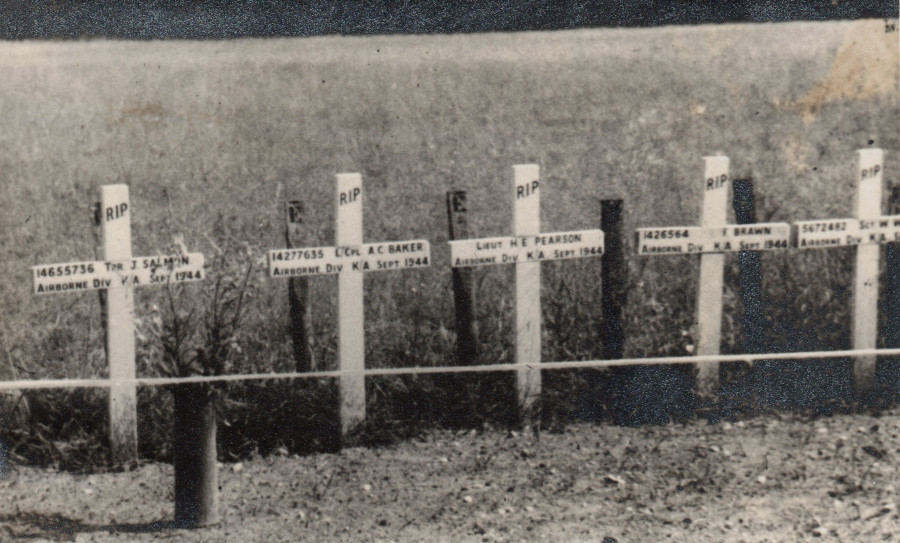 RIP
14655736 Tpr J. SALMON
AIRBORNE DIV K A SEPT 1944
RIP
14277635 L/Cpl A.C. BAKER
AIRBORNE DIV K A SEPT 1944
RIP
LIEUT H.E. PEARSON
AIRBORNE DIV K A SEPT 1944
RIP
1426564 BRAWN
AIRBORNE DIV K A SEPT 1944
RIP
5672482 SGT W
AIRBORNE DIV K A